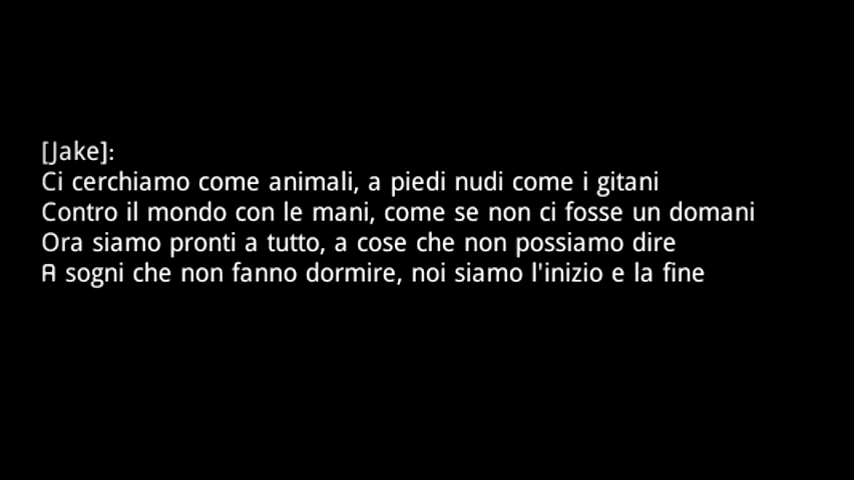 [Jake]:
Ci cerchiamo come animali, a piedi nudi come i gitani
Contro il mondo con le mani, come se non ci fosse un domani
Ora siamo pronti a tutto, a cose che non possiamo dire
A sogni che non fanno dormire, noi siamo l'inizio e la fine